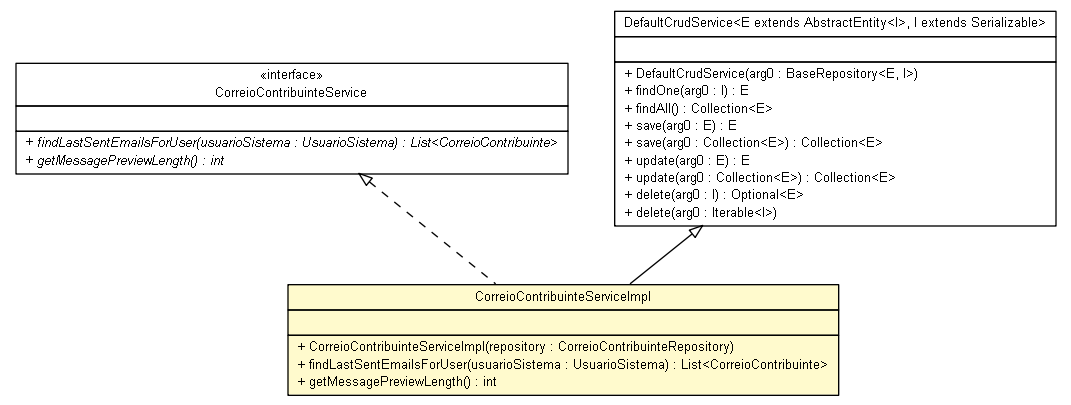 DefaultCrudService<E extends AbstractEntity<I>, I extends Serializable>
+ DefaultCrudService(arg0 : BaseRepository<E, I>)
+ findOne(arg0 : I) : E
+ findAll() : Collection<E>
+ save(arg0 : E) : E
+ save(arg0 : Collection<E>) : Collection<E>
+ update(arg0 : E) : E
+ update(arg0 : Collection<E>) : Collection<E>
+ delete(arg0 : I) : Optional<E>
+ delete(arg0 : Iterable<I>)
«interface»
CorreioContribuinteService
+ findLastSentEmailsForUser(usuarioSistema : UsuarioSistema) : List<CorreioContribuinte>
+ getMessagePreviewLength() : int
CorreioContribuinteServiceImpl
+ CorreioContribuinteServiceImpl(repository : CorreioContribuinteRepository)
+ findLastSentEmailsForUser(usuarioSistema : UsuarioSistema) : List<CorreioContribuinte>
+ getMessagePreviewLength() : int